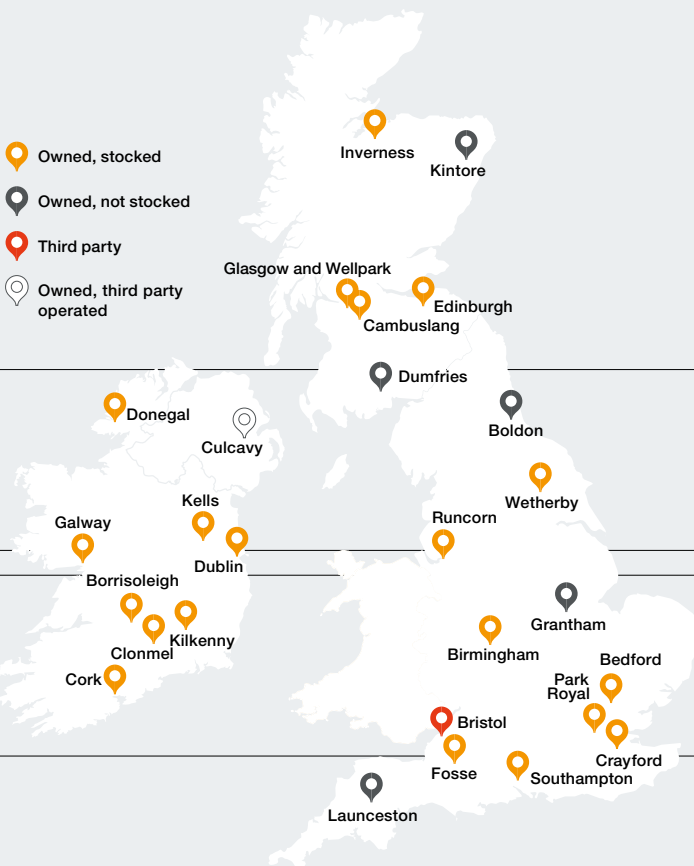 Owned, stocked
Owned, not stocked
Third party
Owned, third party
operated
Inverness
Kintore
Glasgow and Wellpark
Edinburgh
Cambuslang
Dumfries
Donegal
Boldon
Culcavy
Wetherby
Kells
Runcorn
Galway
Dublin
Borrisoleigh
Grantham
Kilkenny
Clonmel
Birmingham
Bedford
Cork
Park
Royal
Bristol
Crayford
Fosse
Southampton
Launceston